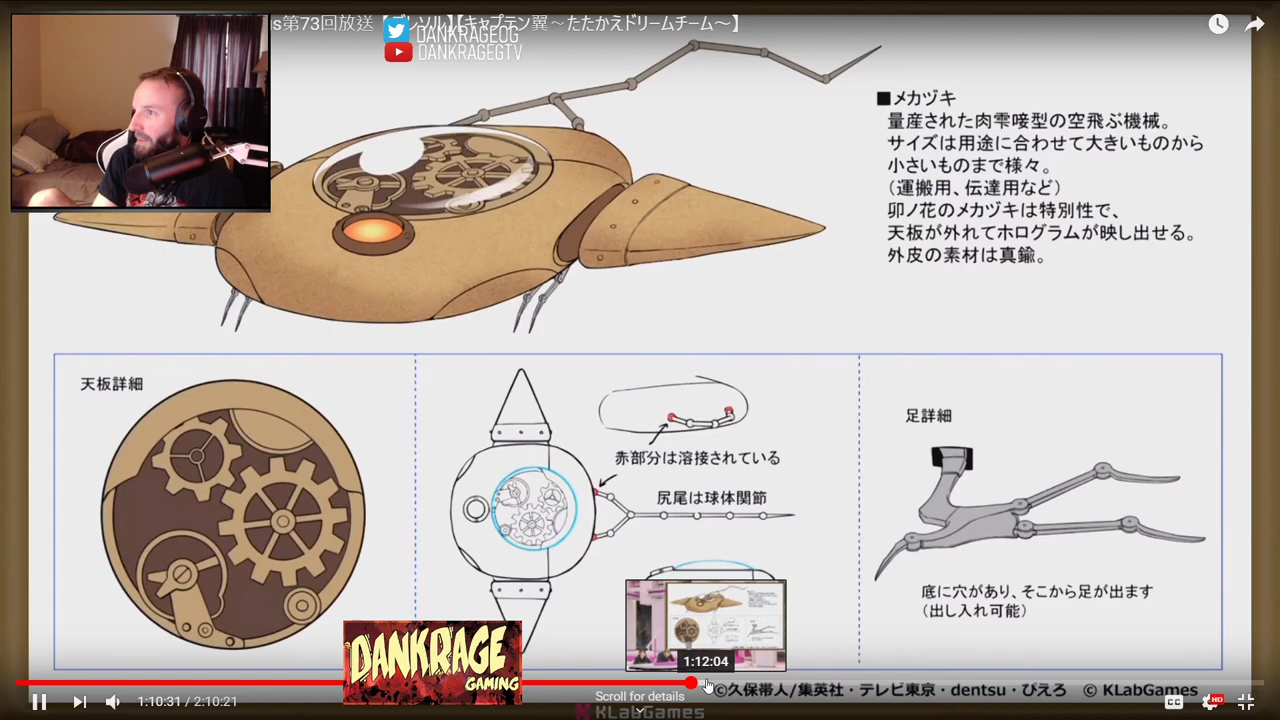 s第73回放送【ブレソル】【キャプテン翼～たたかえドリームチーム～】
DANKRAGEOG
DANKRAGEGTV
■メカヅキ
量産された肉雫唼型の空飛ぶ機械。
サイズは用途に合わせて大きいものから
小さいものまで様々。
（運搬用、伝達用など）
卯ノ花のメカヅキは特別性で、
天板が外れてホログラムが映し出せる。
外皮の素材は真鍮。
天板詳細
赤部分は溶接されている
尻尾は球体関節
足詳細
底に穴があり、そこから足が出ます
（出し入れ可能）
DANKRAGE
GAMING
1:12:04
©久保帯人/集英社・テレビ東京・dentsu・ぴえろ © KLabGames
1:10:31 / 2:10:21
Scroll for details
CC
HD
KLabGames